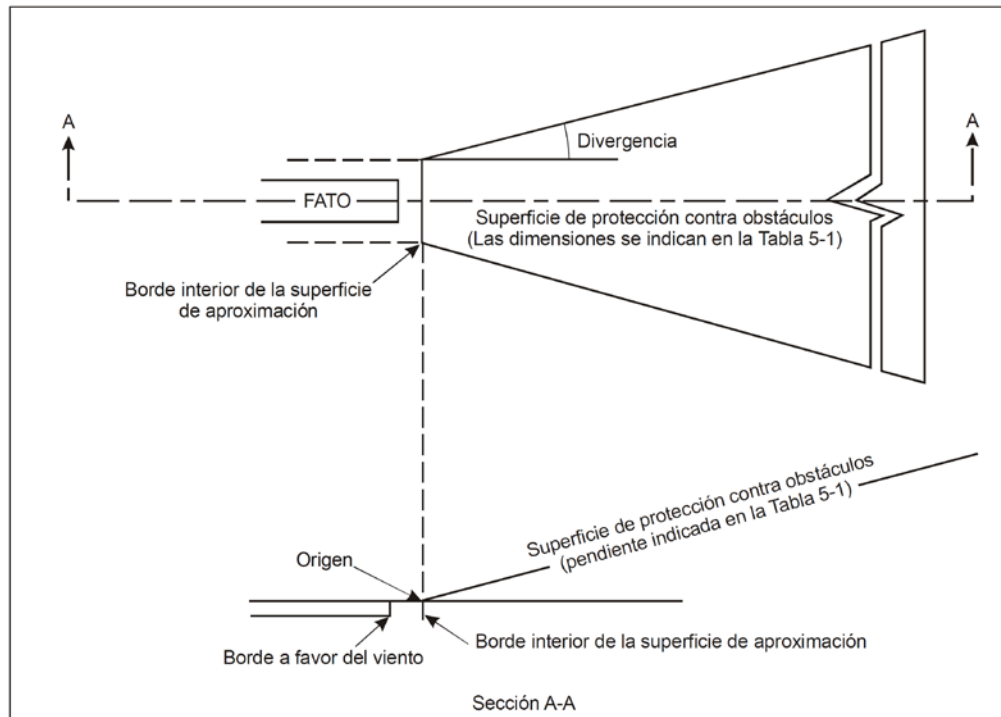 A
A
Divergencia
FATO
Superficie de protección contra obstáculos
(Las dimensiones se indican en la Tabla 5-1)
Borde interior de la superficie
de aproximación
Superficie de protección contra obstáculos
(pendiente indicada en la Tabla 5-1)
Origen
Borde interior de la superficie de aproximación
Borde a favor del viento
Sección A-A